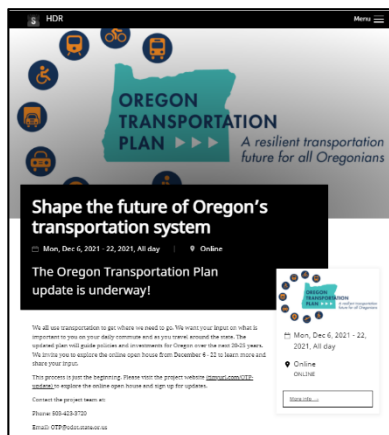 S HDR
Menu
OREGON
TRANSPORTATION
PLAN
A resilient transportation
future for all Oregonians
Shape the future of Oregon's
transportation system
Mon, Dec 6, 2021 - 22, 2021, All day | Online
The Oregon Transportation Plan
update is underway!
We all use transportation to get where we need to go. We want your input on what is
important to you on your daily commute and as you travel around the state. The
updated plan will guide policies and investments for Oregon over the next 20-25 years.
We invite you to explore the online open house from December 6 - 22 to learn more and
share your input.
This process is just the beginning. Please visit the project website (tinyurl.com/OTP-
update) to explore the online open house and sign up for updates.
Contact the project team at:
Phone: 503-423-3720
Email: OTP@odot.state.or.us
OREGON
TRANSPORTATION
PLAN
Mon, Dec 6, 2021 - 22,
2021, All day
Online
ONLINE
More info →